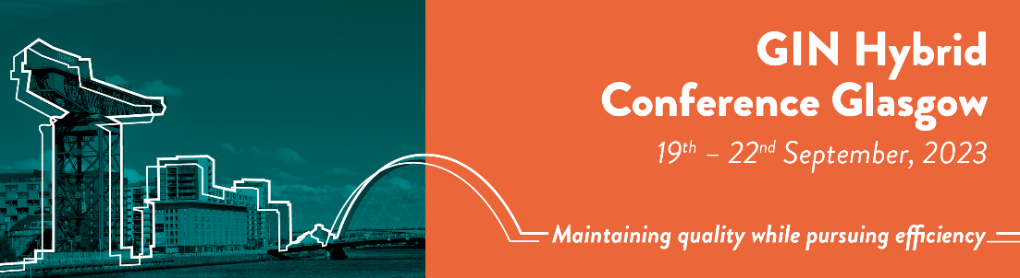 GIN Hybrid
Conference Glasgow
19th – 22nd September, 2023
Maintaining quality while pursuing efficiency